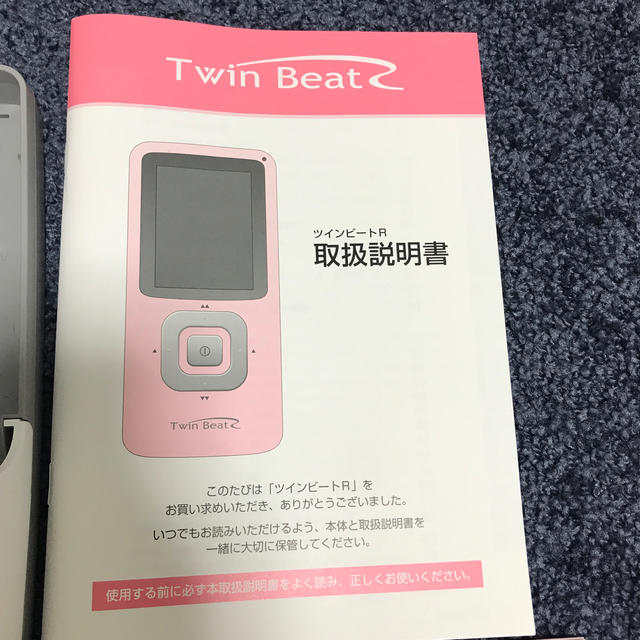 Twin Beat R
ツインビートR
取扱説明書
Twin Beat R
このたびは「ツインビートR」を
お買い求めいただき、ありがとうございました。
いつでもお読みいただけるよう、本体と取扱説明書を
一緒に大切に保管してください。
使用する前に必ず本取扱説明書をよく読み、正しくお使いください。